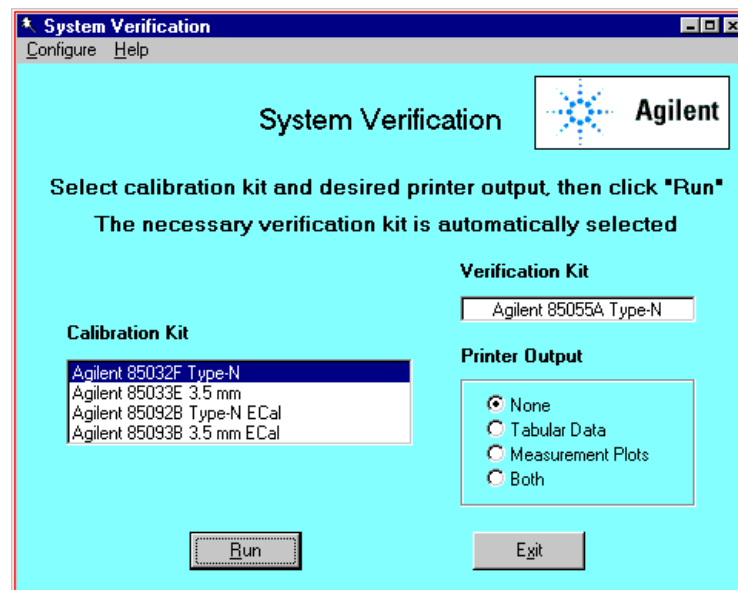 System Verification
Configure Help
System Verification
Agilent
Select calibration kit and desired printer output, then click "Run"
The necessary verification kit is automatically selected
Verification Kit
Agilent 85055A Type-N
Calibration Kit
Agilent 85032F Type-N
Agilent 85033E 3.5 mm
Agilent 85092B Type-N ECal
Agilent 85093B 3.5 mm ECal
Printer Output
None
Tabular Data
Measurement Plots
Both
Run
Exit